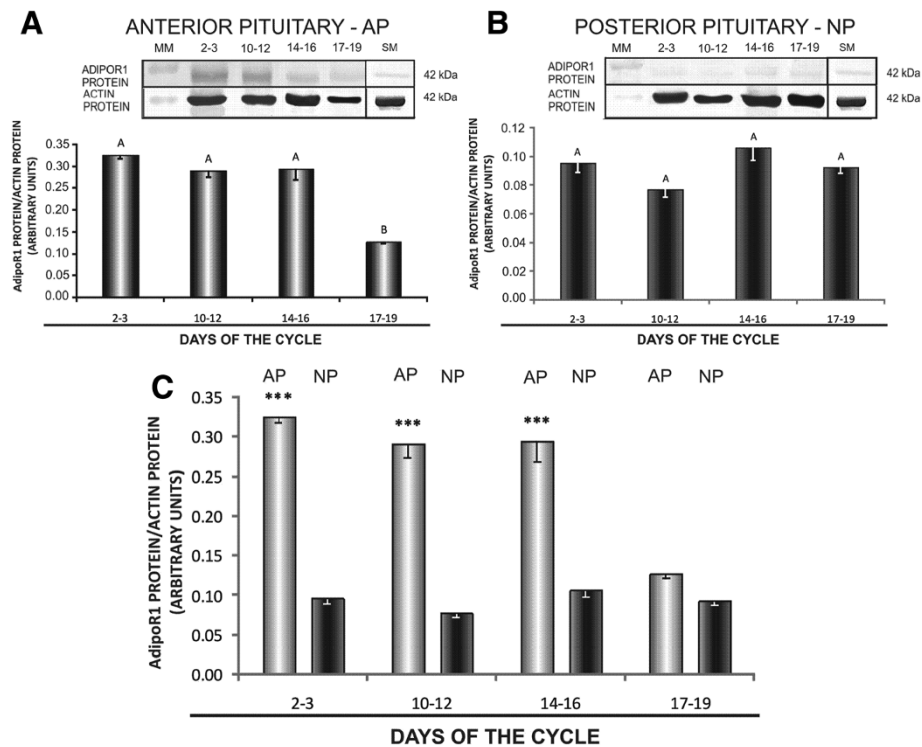 A
ANTERIOR PITUITARY - AP
MM 2-3 10-12 14-16 17-19 SM
ADIPOR1 PROTEIN
42 kDa
ACTIN PROTEIN
42 kDa
AdipoR1 PROTEIN/ACTIN PROTEIN
(ARBITRARY UNITS)
0.35
0.30
0.25
0.20
0.15
0.10
0.05
0.00
A A A B
2-3 10-12 14-16 17-19
DAYS OF THE CYCLE
B
POSTERIOR PITUITARY - NP
MM 2-3 10-12 14-16 17-19 SM
ADIPOR1 PROTEIN
42 kDa
ACTIN PROTEIN
42 kDa
AdipoR1 PROTEIN/ACTIN PROTEIN
(ARBITRARY UNITS)
0.12
0.10
0.08
0.06
0.04
0.02
0.00
A A A A
2-3 10-12 14-16 17-19
DAYS OF THE CYCLE
C
AP NP AP NP AP NP AP NP
*** *** ***
AdipoR1 PROTEIN/ACTIN PROTEIN
(ARBITRARY UNITS)
0.35
0.30
0.25
0.20
0.15
0.10
0.05
0.00
2-3 10-12 14-16 17-19
DAYS OF THE CYCLE